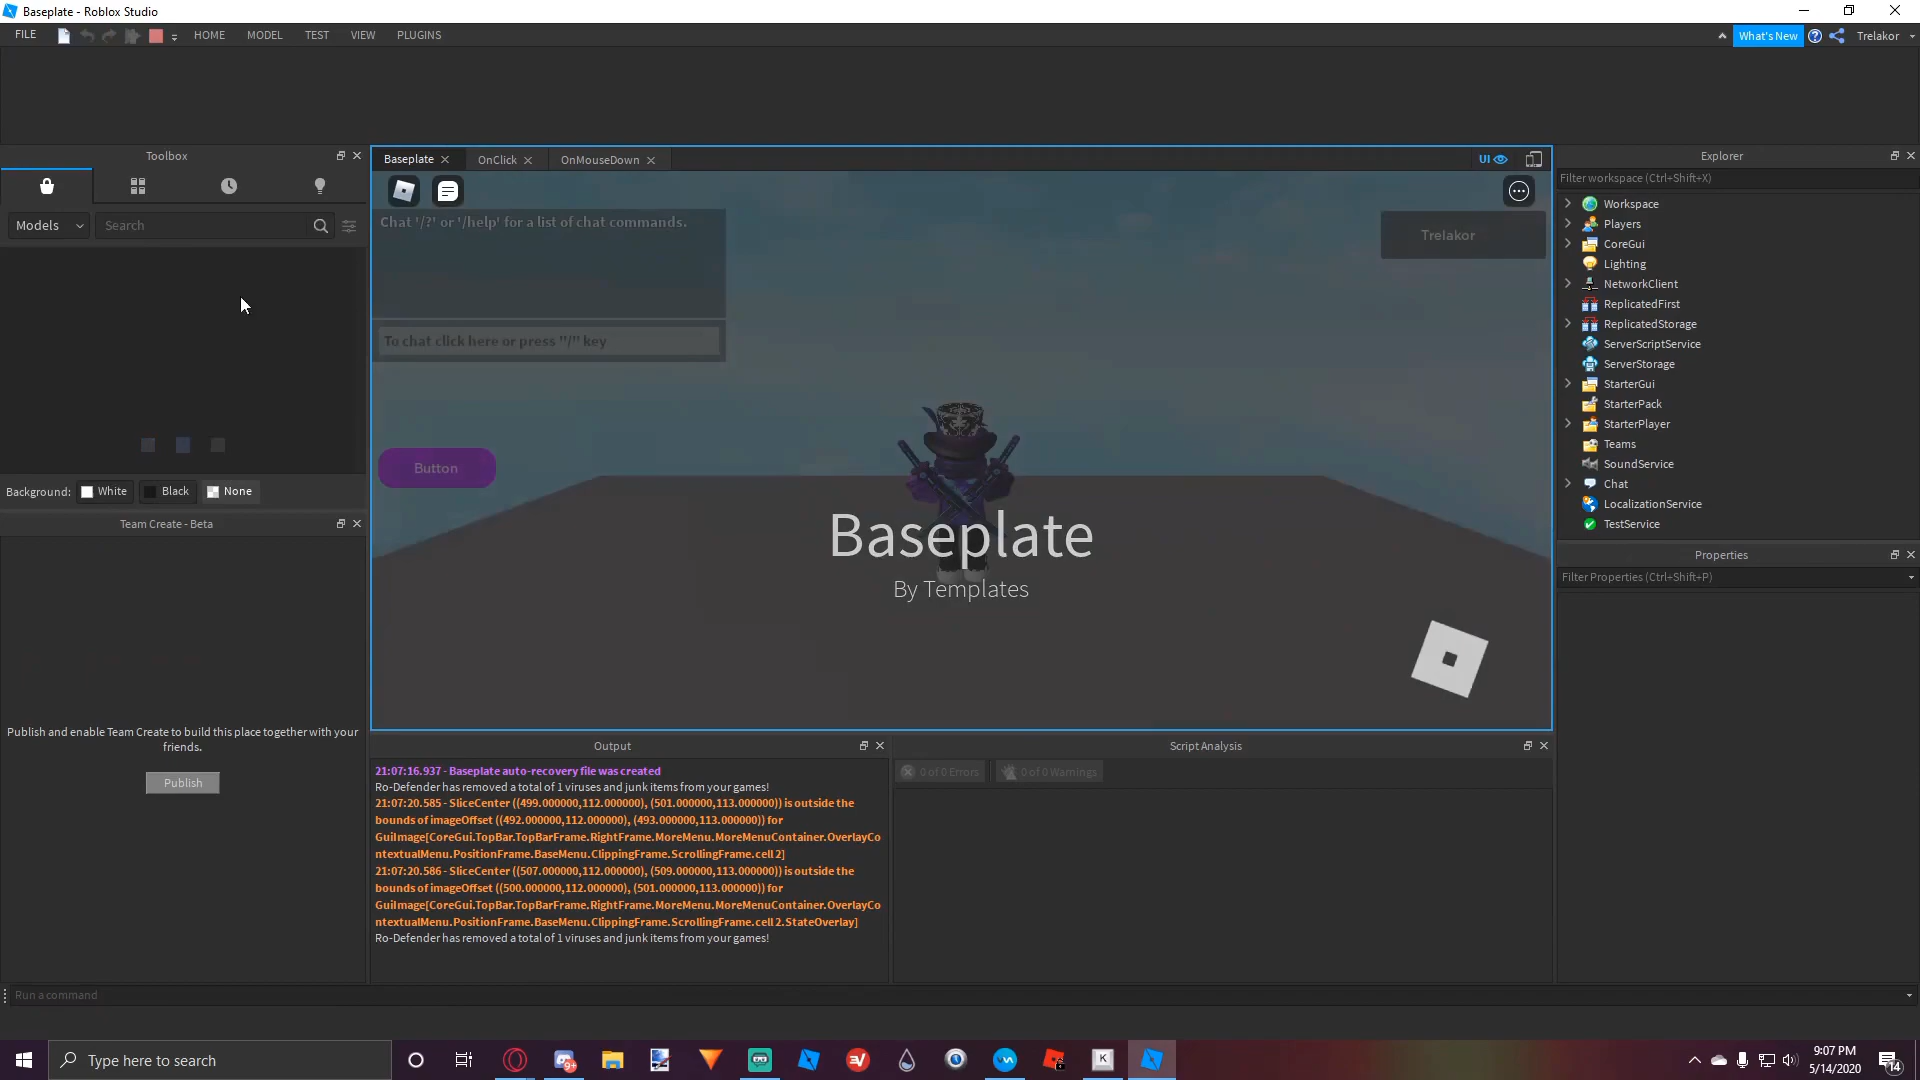 Baseplate - Roblox Studio
FILE HOME MODEL TEST VIEW PLUGINS What's New Trelakor
Toolbox
Models Search
Background: White Black None
Team Create - Beta
Publish and enable Team Create to build this place together with your
friends.
Publish
Baseplate OnClick OnMouseDown UI
Chat '/?' or '/help' for a list of chat commands.
To chat click here or press "/" key
Trelakor
Button
Baseplate
By Templates
Output
21:07:16.937 - Baseplate auto-recovery file was created
Ro-Defender has removed a total of 1 viruses and junk items from your games!
21:07:20.585 - SliceCenter ((499.000000,112.000000), (501.000000,113.000000)) is outside the
bounds of imageOffset ((492.000000,112.000000), (493.000000,113.000000)) for
GuiImage[CoreGui.TopBar.TopBarFrame.RightFrame.MoreMenu.MoreMenuContainer.OverlayCo
ntextualMenu.PositionFrame.BaseMenu.ClippingFrame.ScrollingFrame.cell 2]
21:07:20.586 - SliceCenter ((507.000000,112.000000), (509.000000,113.000000)) is outside the
bounds of imageOffset ((500.000000,112.000000), (501.000000,113.000000)) for
GuiImage[CoreGui.TopBar.TopBarFrame.RightFrame.MoreMenu.MoreMenuContainer.OverlayCo
ntextualMenu.PositionFrame.BaseMenu.ClippingFrame.ScrollingFrame.cell 2.StateOverlay]
Ro-Defender has removed a total of 1 viruses and junk items from your games!
Script Analysis
0 of 0 Errors 0 of 0 Warnings
Explorer
Filter workspace (Ctrl+Shift+X)
Workspace
Players
CoreGui
Lighting
NetworkClient
ReplicatedFirst
ReplicatedStorage
ServerScriptService
ServerStorage
StarterGui
StarterPack
StarterPlayer
Teams
SoundService
Chat
LocalizationService
TestService
Properties
Filter Properties (Ctrl+Shift+P)
Run a command
Type here to search
9:07 PM
5/14/2020
14